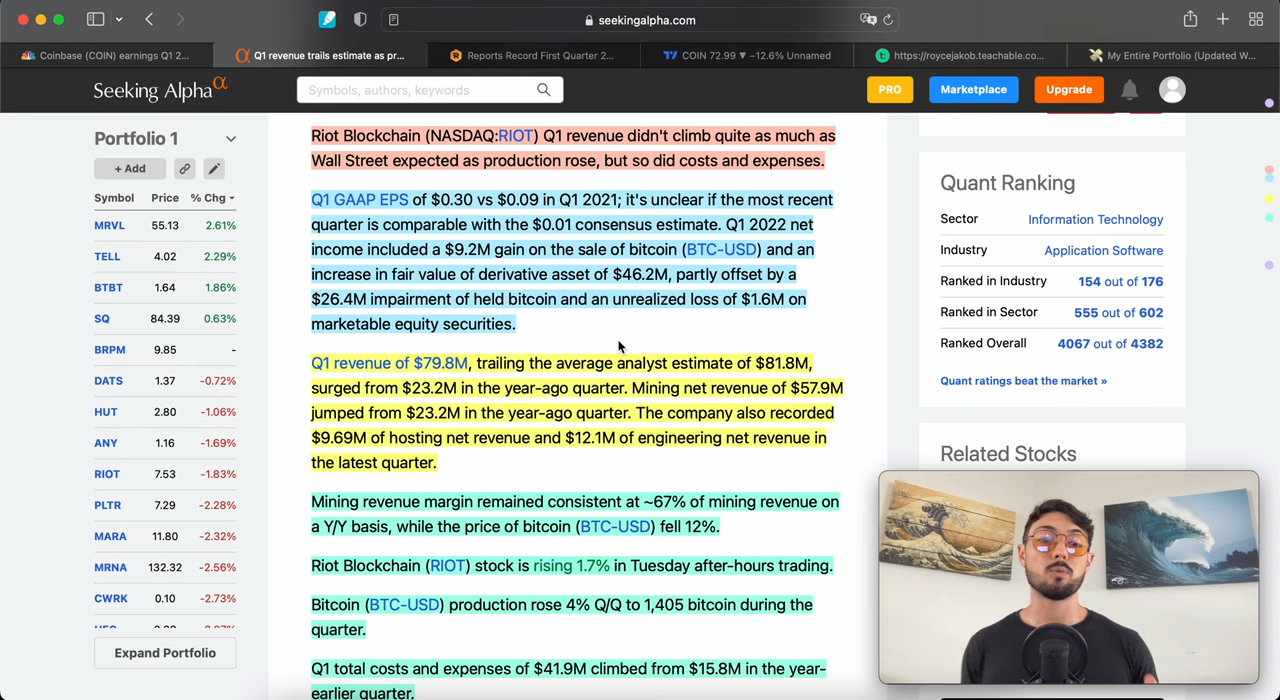 seekingalpha.com
Coinbase (COIN) earnings Q1 2...
Q1 revenue trails estimate as pr...
Reports Record First Quarter 2...
COIN 72.99 ▼ −12.6% Unnamed
https://roycejakob.teachable.co...
My Entire Portfolio (Updated W...
Seeking Alphaα
Symbols, authors, keywords
PRO
Marketplace
Upgrade
Portfolio 1
+ Add
Symbol Price % Chg
MRVL 55.13 2.61%
TELL 4.02 2.29%
BTBT 1.64 1.86%
SQ 84.39 0.63%
BRPM 9.85 -
DATS 1.37 -0.72%
HUT 2.80 -1.06%
ANY 1.16 -1.69%
RIOT 7.53 -1.83%
PLTR 7.29 -2.28%
MARA 11.80 -2.32%
MRNA 132.32 -2.56%
CWRK 0.10 -2.73%
Expand Portfolio
Riot Blockchain (NASDAQ:RIOT) Q1 revenue didn't climb quite as much as
Wall Street expected as production rose, but so did costs and expenses.
Q1 GAAP EPS of $0.30 vs $0.09 in Q1 2021; it's unclear if the most recent
quarter is comparable with the $0.01 consensus estimate. Q1 2022 net
income included a $9.2M gain on the sale of bitcoin (BTC-USD) and an
increase in fair value of derivative asset of $46.2M, partly offset by a
$26.4M impairment of held bitcoin and an unrealized loss of $1.6M on
marketable equity securities.
Q1 revenue of $79.8M, trailing the average analyst estimate of $81.8M,
surged from $23.2M in the year-ago quarter. Mining net revenue of $57.9M
jumped from $23.2M in the year-ago quarter. The company also recorded
$9.69M of hosting net revenue and $12.1M of engineering net revenue in
the latest quarter.
Mining revenue margin remained consistent at ~67% of mining revenue on
a Y/Y basis, while the price of bitcoin (BTC-USD) fell 12%.
Riot Blockchain (RIOT) stock is rising 1.7% in Tuesday after-hours trading.
Bitcoin (BTC-USD) production rose 4% Q/Q to 1,405 bitcoin during the
quarter.
Q1 total costs and expenses of $41.9M climbed from $15.8M in the year-
earlier quarter.
Quant Ranking
Sector Information Technology
Industry Application Software
Ranked in Industry 154 out of 176
Ranked in Sector 555 out of 602
Ranked Overall 4067 out of 4382
Quant ratings beat the market »
Related Stocks